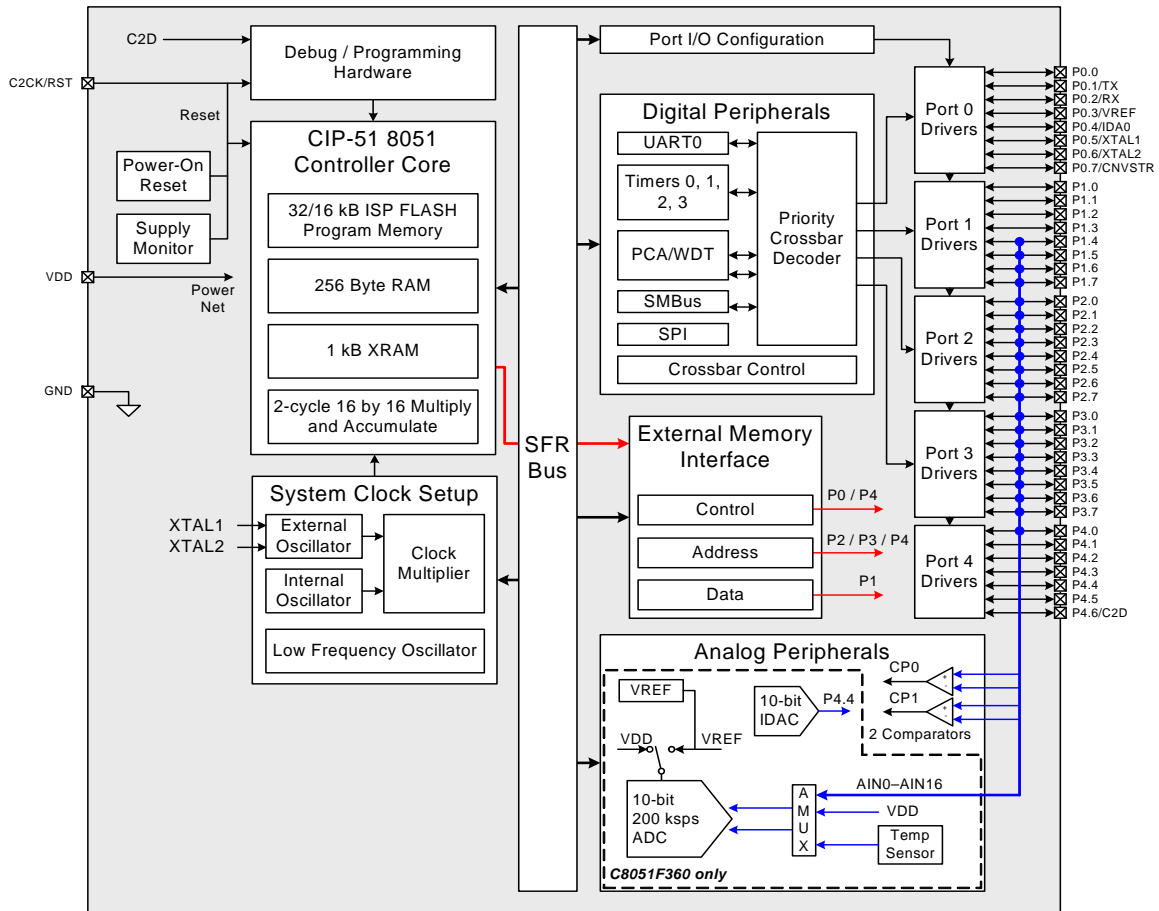 C2D
C2CK/RST
Debug / Programming
Hardware
Reset
Power-On
Reset
Supply
Monitor
VDD
Power
Net
GND
CIP-51 8051
Controller Core
32/16 kB ISP FLASH
Program Memory
256 Byte RAM
1 kB XRAM
2-cycle 16 by 16 Multiply
and Accumulate
System Clock Setup
XTAL1
XTAL2
External
Oscillator
Internal
Oscillator
Clock
Multiplier
Low Frequency Oscillator
SFR
Bus
Port I/O Configuration
Digital Peripherals
UART0
Timers 0, 1,
2, 3
PCA/WDT
SMBus
SPI
Priority
Crossbar
Decoder
Crossbar Control
External Memory
Interface
Control
Address
Data
P0 / P4
P2 / P3 / P4
P1
Port 0
Drivers
Port 1
Drivers
Port 2
Drivers
Port 3
Drivers
Port 4
Drivers
P0.0
P0.1/TX
P0.2/RX
P0.3/VREF
P0.4/IDA0
P0.5/XTAL1
P0.6/XTAL2
P0.7/CNVSTR
P1.0
P1.1
P1.2
P1.3
P1.4
P1.5
P1.6
P1.7
P2.0
P2.1
P2.2
P2.3
P2.4
P2.5
P2.6
P2.7
P3.0
P3.1
P3.2
P3.3
P3.4
P3.5
P3.6
P3.7
P4.0
P4.1
P4.2
P4.3
P4.4
P4.5
P4.6/C2D
Analog Peripherals
VREF
VDD
VREF
10-bit
IDAC
P4.4
CP0
+
-
CP1
+
-
2 Comparators
10-bit
200 ksps
ADC
A
M
U
X
AIN0–AIN16
VDD
Temp
Sensor
C8051F360 only